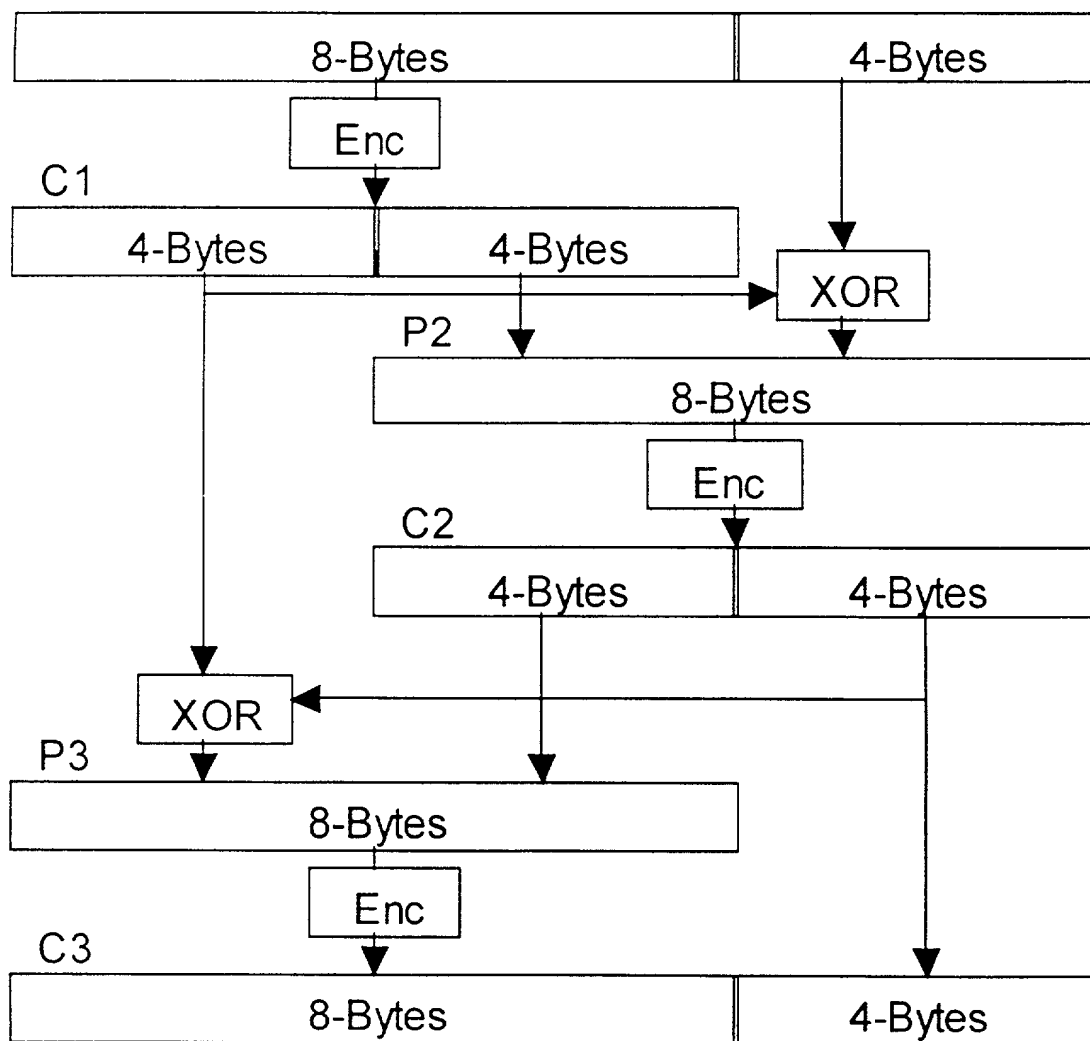 8-Bytes 4-Bytes
Enc
C1
4-Bytes 4-Bytes
XOR
P2
8-Bytes
Enc
C2
4-Bytes 4-Bytes
XOR
P3
8-Bytes
Enc
C3
8-Bytes 4-Bytes